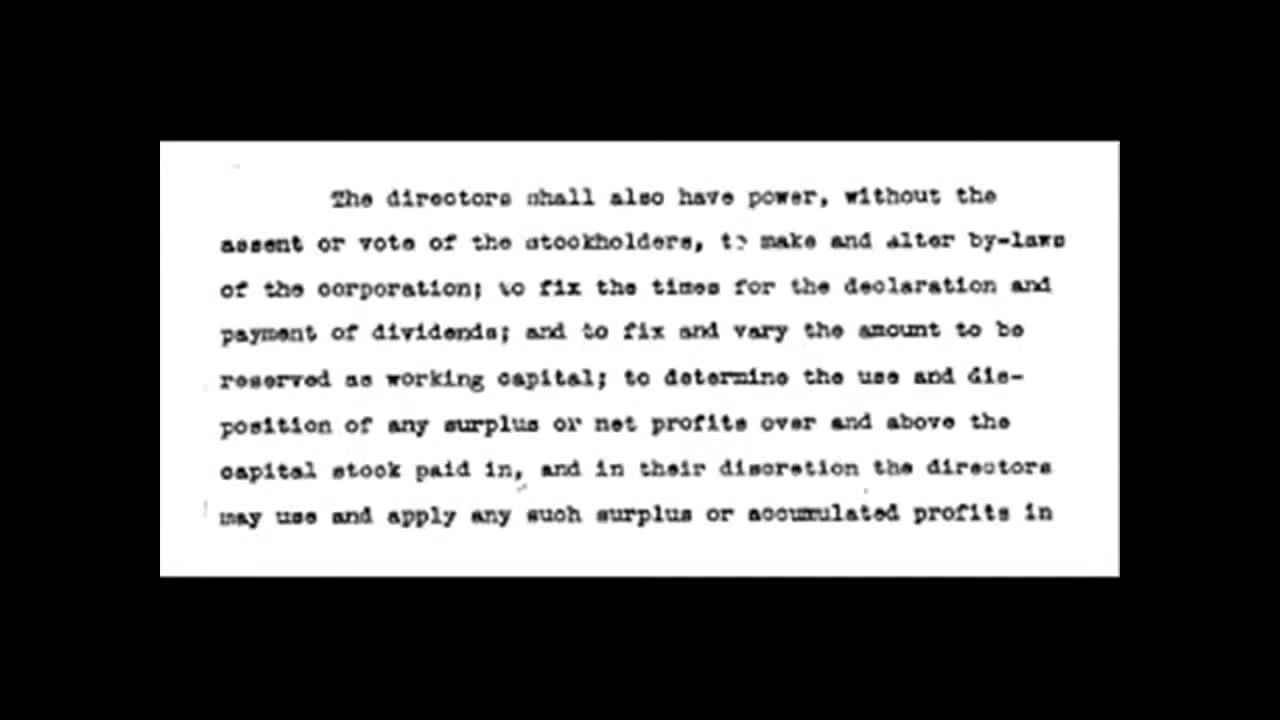 The directors shall also have power, without the
assent or vote of the stockholders, to make and alter by-laws
of the corporation; to fix the times for the declaration and
payment of dividends; and to fix and vary the amount to be
reserved as working capital; to determine the use and dis-
position of any surplus or net profits over and above the
capital stock paid in, and in their discretion the directors
may use and apply any such surplus or accumulated profits in